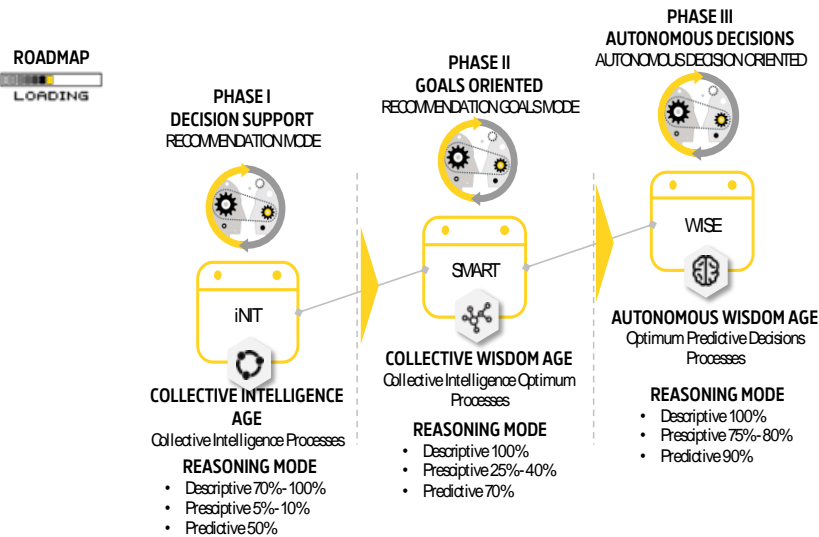 ROADMAP
LOADING
PHASE I
DECISION SUPPORT
RECOMMENDATION MODE
iNIT
COLLECTIVE INTELLIGENCE
AGE
Collective Intelligence Processes
REASONING MODE
• Descriptive 70%-100%
• Presciptive 5%-10%
• Predictive 50%
PHASE II
GOALS ORIENTED
RECOMMENDATION GOALS MODE
SMART
COLLECTIVE WISDOM AGE
Collective Intelligence Optimum
Processes
REASONING MODE
• Descriptive 100%
• Presciptive 25%-40%
• Predictive 70%
PHASE III
AUTONOMOUS DECISIONS
AUTONOMOUS DECISION ORIENTED
WISE
AUTONOMOUS WISDOM AGE
Optimum Predictive Decisions
Processes
REASONING MODE
• Descriptive 100%
• Presciptive 75%-80%
• Predictive 90%